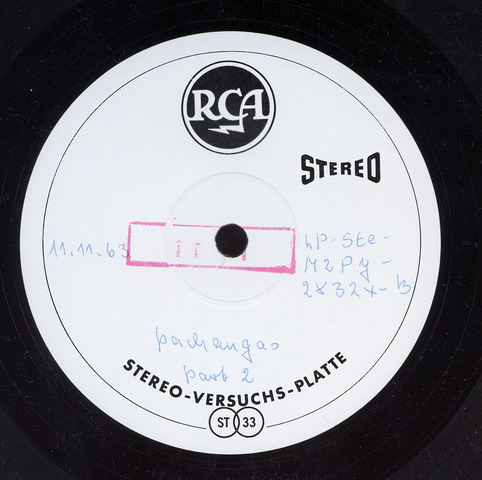 RCA
STEREO
11.11.63
LP-Ste-
M2Py-
2832X-B
pachangas
part 2
STEREO-VERSUCHS-PLATTE
ST 33